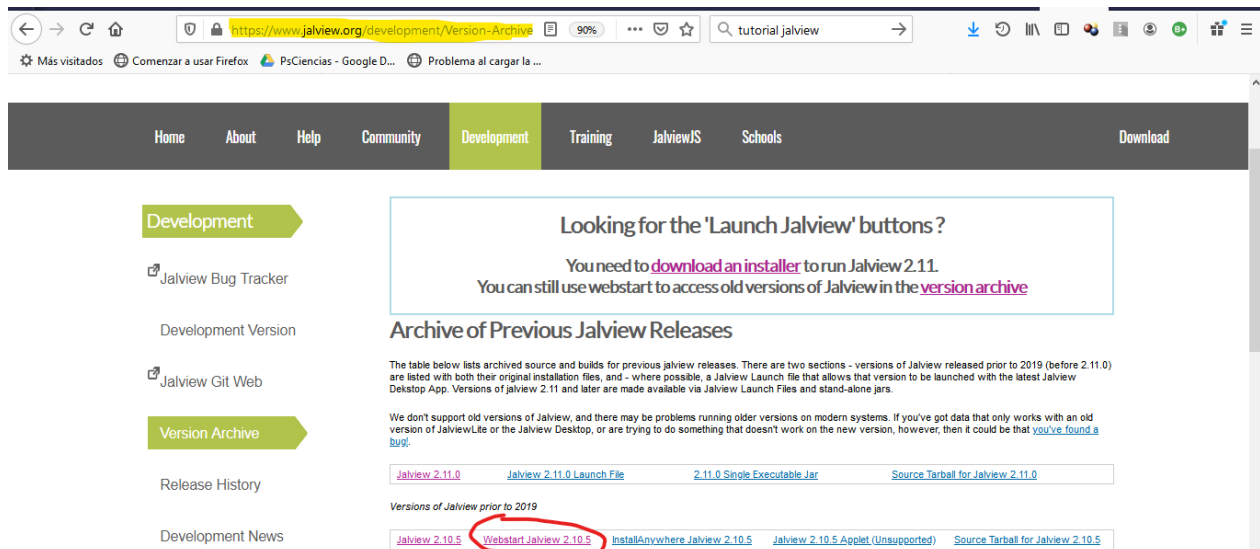 https://www.jalview.org/development/Version-Archive 90% tutorial jalview
Más visitados Comenzar a usar Firefox PsCiencias - Google D... Problema al cargar la ...
Home About Help Community Development Training JalviewJS Schools Download
Development
Jalview Bug Tracker
Development Version
Jalview Git Web
Version Archive
Release History
Development News
Looking for the 'Launch Jalview' buttons ?
You need to download an installer to run Jalview 2.11.
You can still use webstart to access old versions of Jalview in the version archive
Archive of Previous Jalview Releases
The table below lists archived source and builds for previous jalview releases. There are two sections - versions of Jalview released prior to 2019 (before 2.11.0)
are listed with both their original installation files, and - where possible, a Jalview Launch file that allows that version to be launched with the latest Jalview
Dekstop App. Versions of jalview 2.11 and later are made available via Jalview Launch Files and stand-alone jars.
We don't support old versions of Jalview, and there may be problems running older versions on modern systems. If you've got data that only works with an old
version of JalviewLite or the Jalview Desktop, or are trying to do something that doesn't work on the new version, however, then it could be that you've found a
bug!.
Jalview 2.11.0 Jalview 2.11.0 Launch File 2.11.0 Single Executable Jar Source Tarball for Jalview 2.11.0
Versions of Jalview prior to 2019
Jalview 2.10.5 Webstart Jalview 2.10.5 InstallAnywhere Jalview 2.10.5 Jalview 2.10.5 Applet (Unsupported) Source Tarball for Jalview 2.10.5